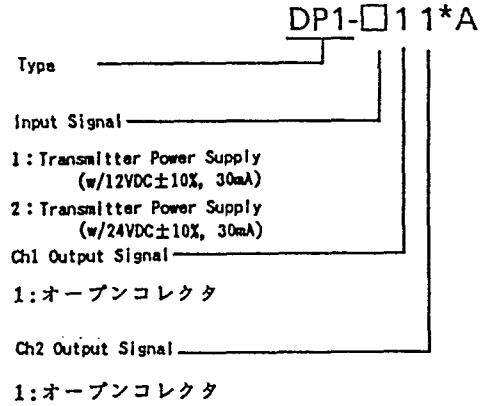 DP1-□11*A
Type
Input Signal
1：Transmitter Power Supply
(w/12VDC±10%, 30mA)
2：Transmitter Power Supply
(w/24VDC±10%, 30mA)
Ch1 Output Signal
1:オープンコレクタ
Ch2 Output Signal
1:オープンコレクタ